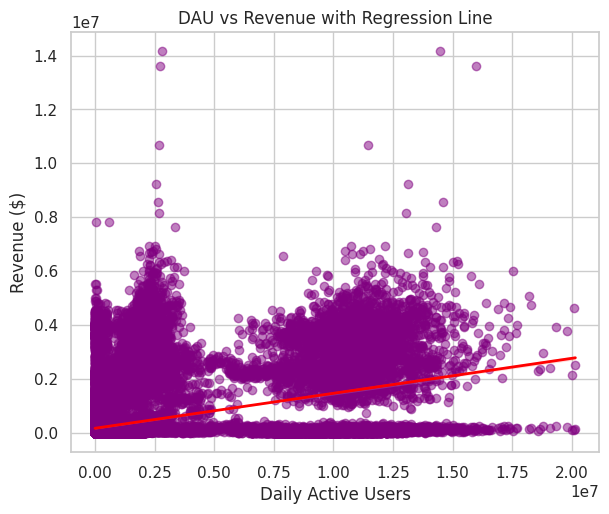 DAU vs Revenue with Regression Line
1e7
1.4
1.2
1.0
0.8
0.6
0.4
0.2
0.0
Revenue ($)
0.00 0.25 0.50 0.75 1.00 1.25 1.50 1.75 2.00
1e7
Daily Active Users